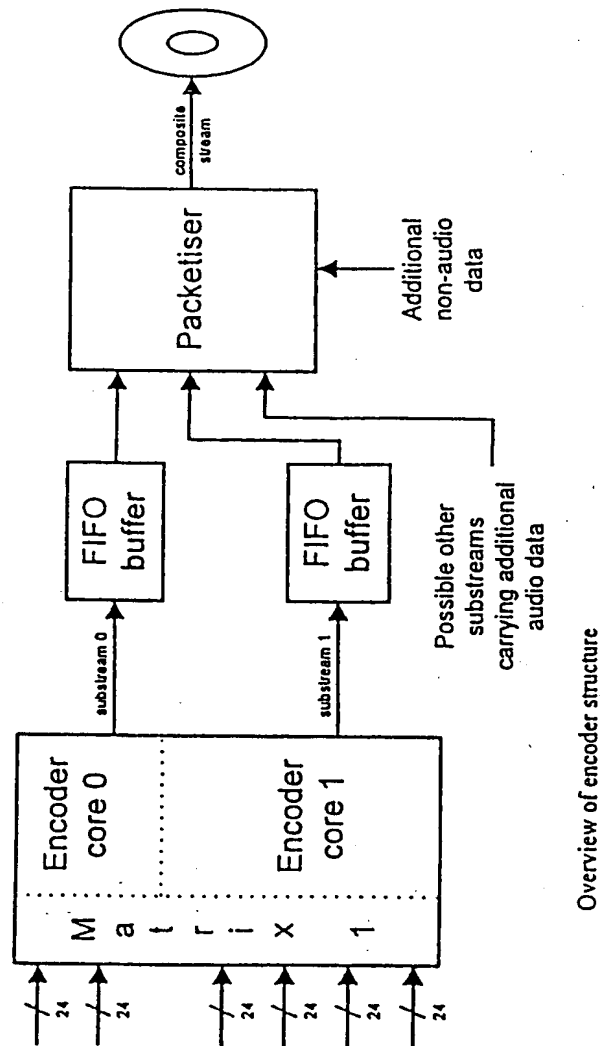 24
24
24
24
24
24
M a t r i x 1
Encoder
core 0
Encoder
core 1
substream 0
substream 1
FIFO
buffer
FIFO
buffer
Possible other
substreams
carrying additional
audio data
Packetiser
Additional
non-audio
data
composite
stream
Overview of encoder structure